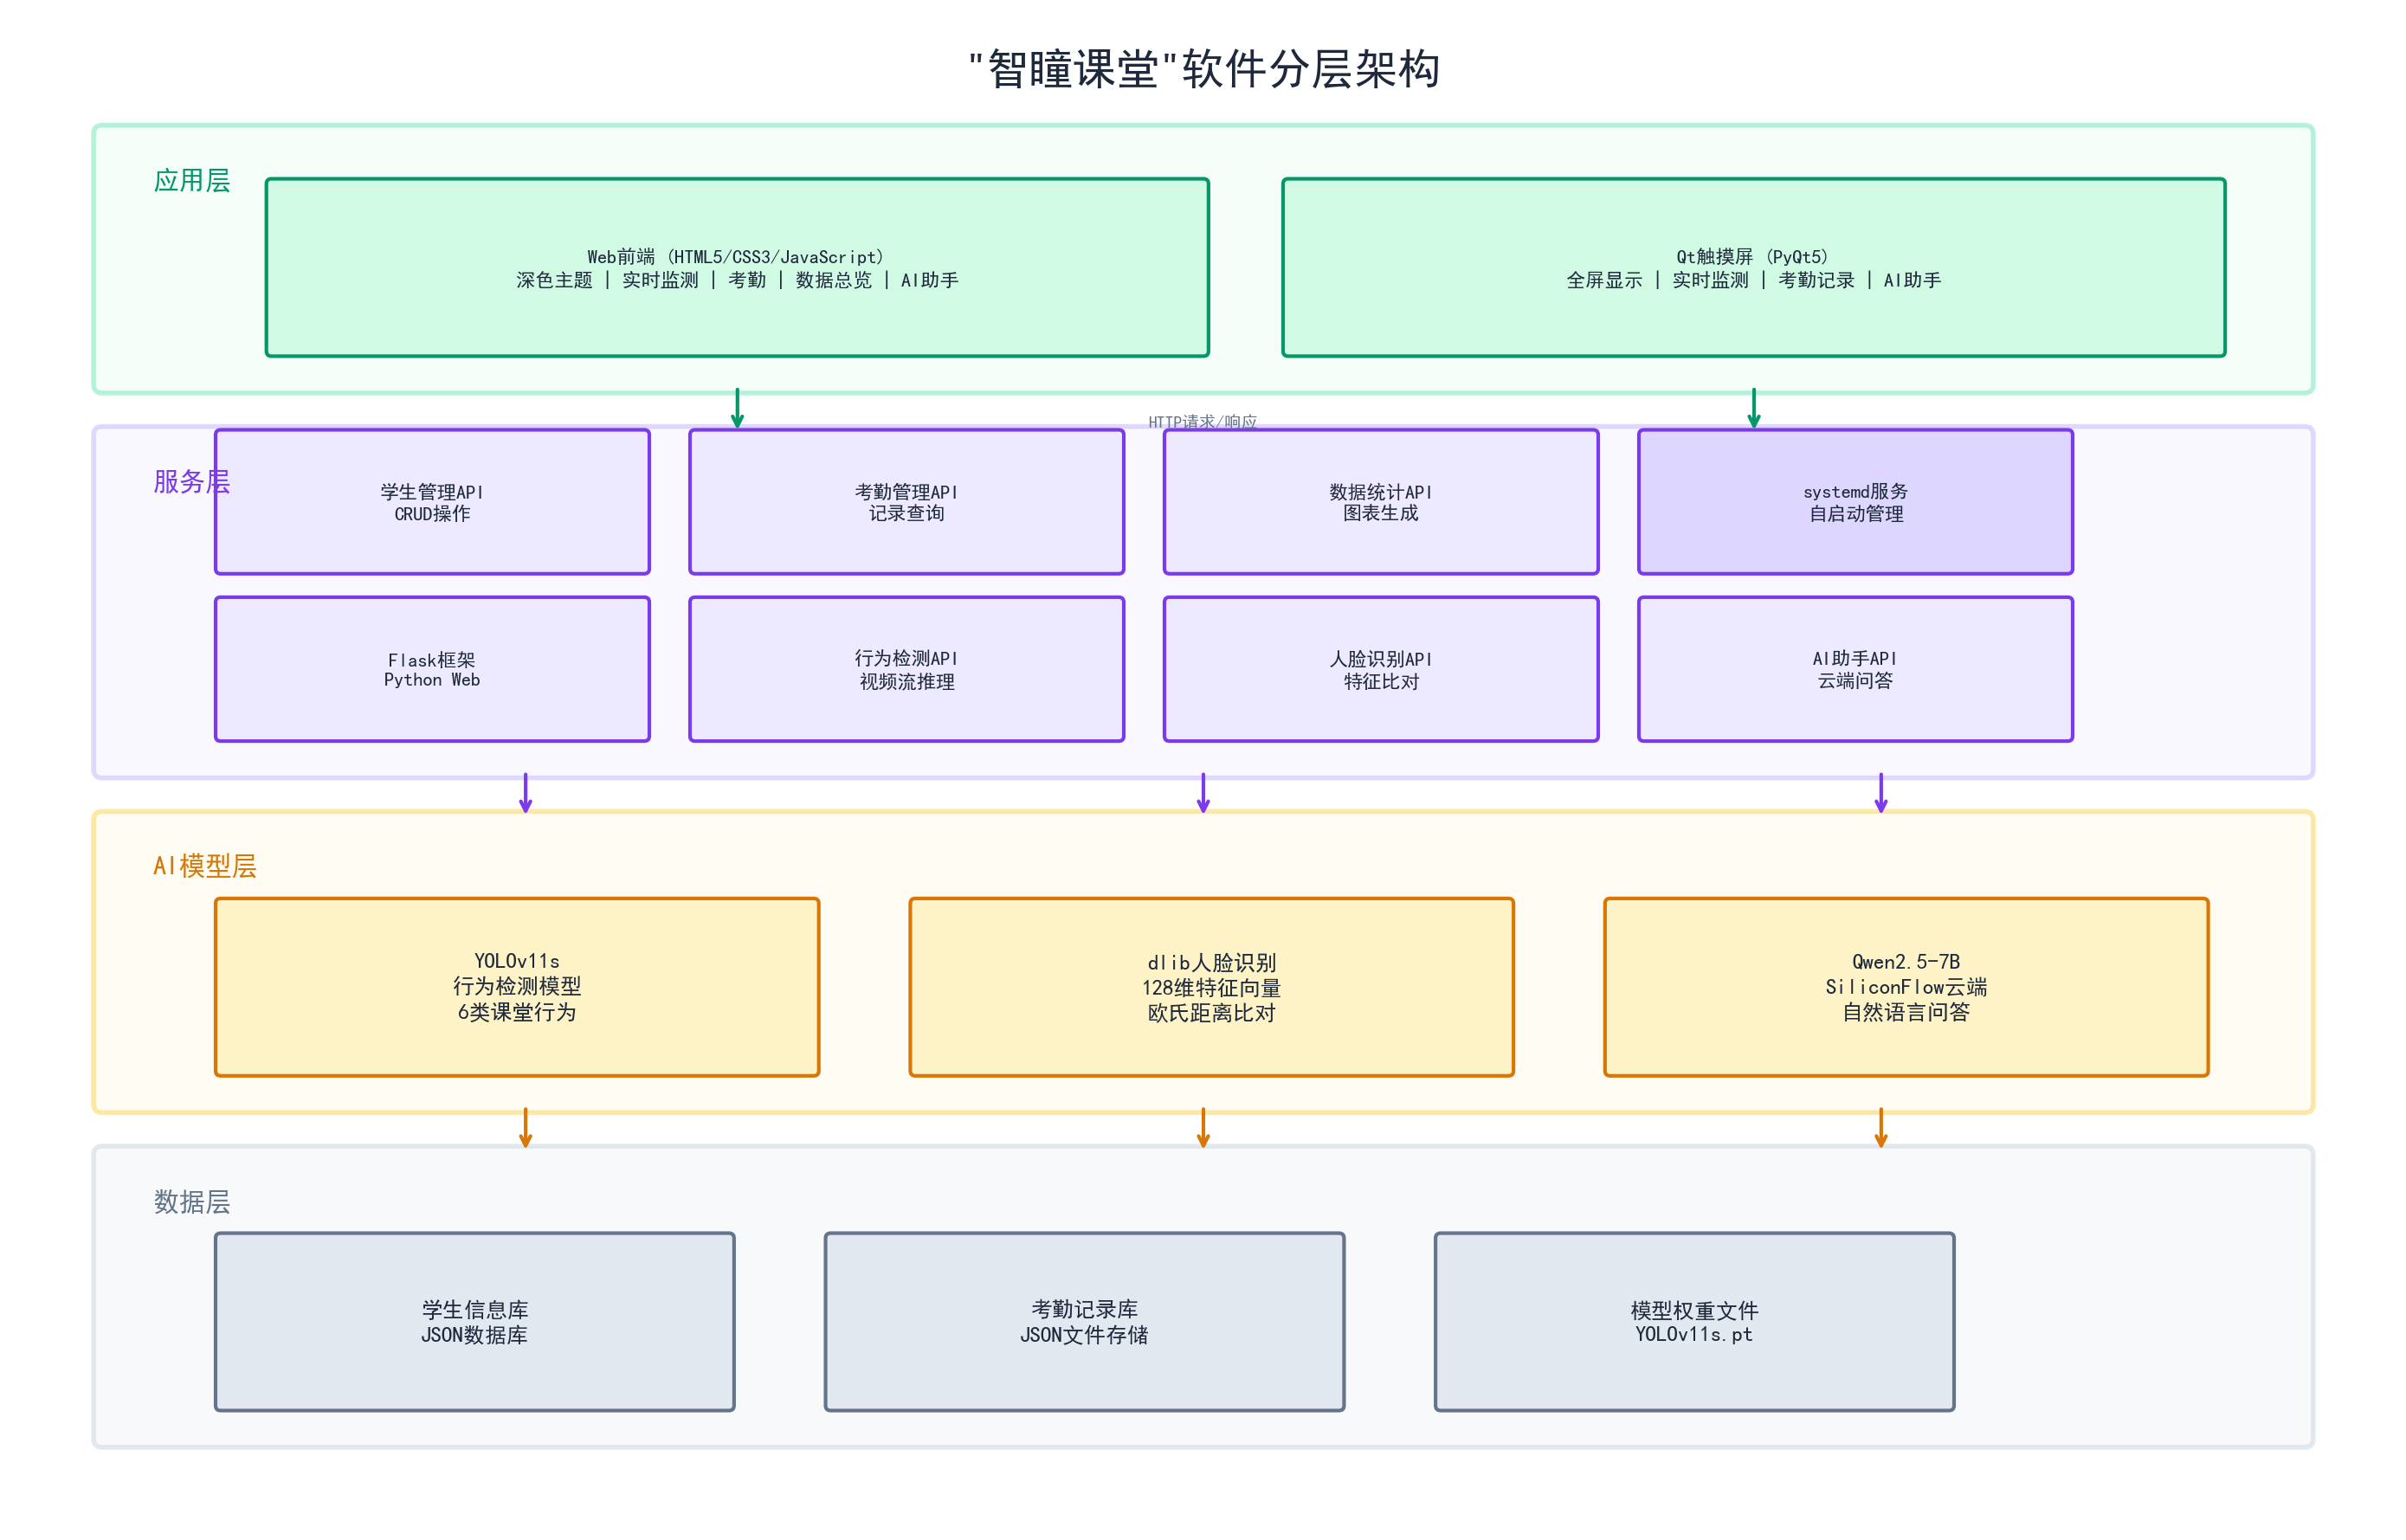 "智瞳课堂"软件分层架构
应用层
Web前端 (HTML5/CSS3/JavaScript)
深色主题 | 实时监测 | 考勤 | 数据总览 | AI助手
Qt触摸屏 (PyQt5)
全屏显示 | 实时监测 | 考勤记录 | AI助手
HTTP请求/响应
服务层
学生管理API
CRUD操作
考勤管理API
记录查询
数据统计API
图表生成
systemd服务
自启动管理
Flask框架
Python Web
行为检测API
视频流推理
人脸识别API
特征比对
AI助手API
云端问答
AI模型层
YOLOv11s
行为检测模型
6类课堂行为
dlib人脸识别
128维特征向量
欧氏距离比对
Qwen2.5-7B
SiliconFlow云端
自然语言问答
数据层
学生信息库
JSON数据库
考勤记录库
JSON文件存储
模型权重文件
YOLOv11s.pt